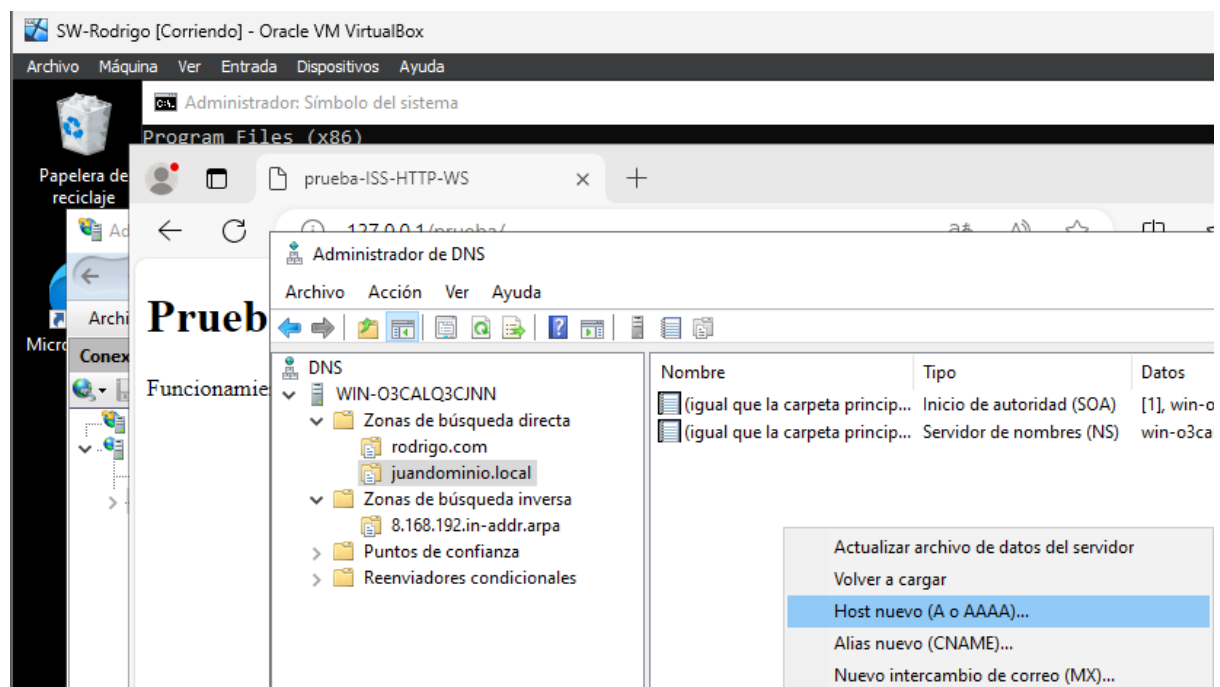 SW-Rodrigo [Corriendo] - Oracle VM VirtualBox
Archivo Máquina Ver Entrada Dispositivos Ayuda
Administrador: Símbolo del sistema
Program Files (x86)
Papelera de
reciclaje
prueba-ISS-HTTP-WS
127.0.0.1/prueba/
Administrador de DNS
Archivo Acción Ver Ayuda
Ad
Archi
Micro
Conex
Prueb
Funcionamie
DNS
WIN-O3CALQ3CJNN
Zonas de búsqueda directa
rodrigo.com
juandominio.local
Zonas de búsqueda inversa
8.168.192.in-addr.arpa
Puntos de confianza
Reenviadores condicionales
Nombre Tipo Datos
(igual que la carpeta princip... Inicio de autoridad (SOA) [1], win-o
(igual que la carpeta princip... Servidor de nombres (NS) win-o3ca
Actualizar archivo de datos del servidor
Volver a cargar
Host nuevo (A o AAAA)...
Alias nuevo (CNAME)...
Nuevo intercambio de correo (MX)...